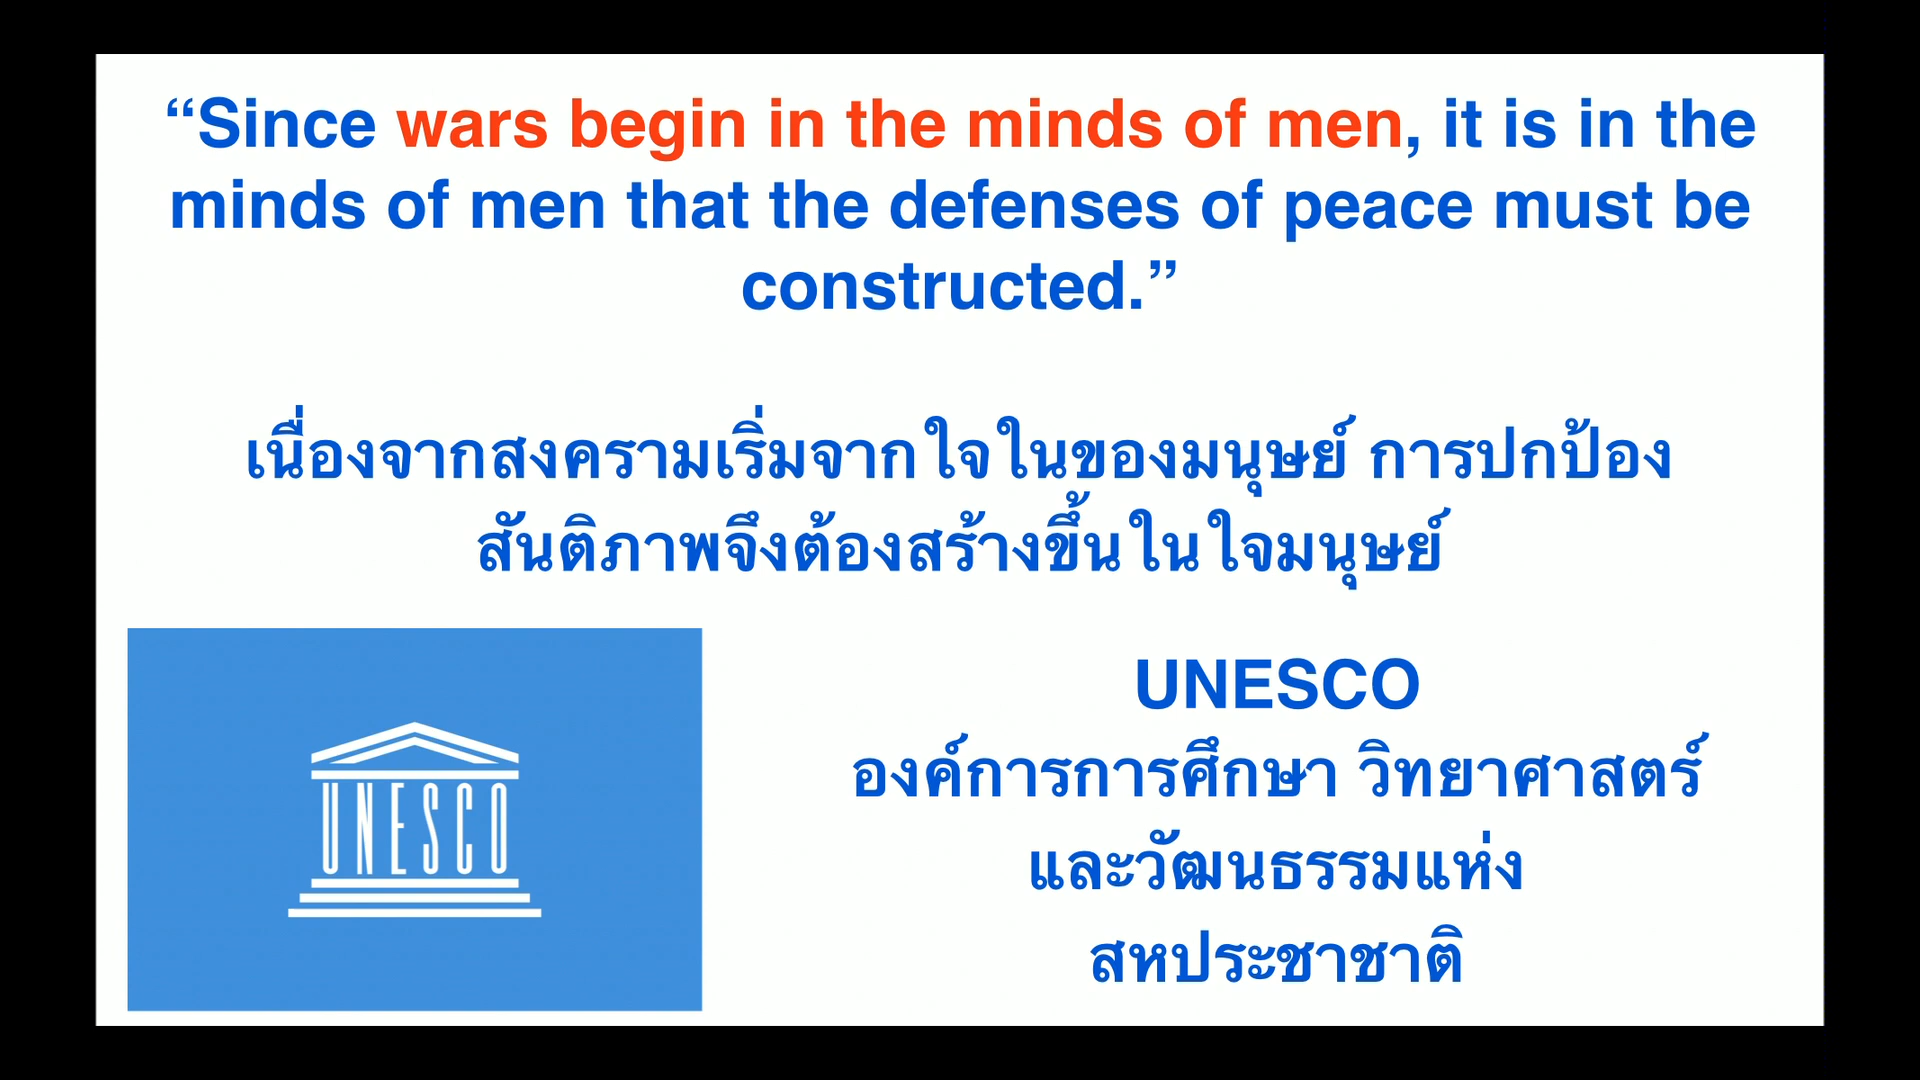 “Since wars begin in the minds of men, it is in the
minds of men that the defenses of peace must be
constructed.”
เนื่องจากสงครามเริ่มจากใจในของมนุษย์ การปกป้อง
สันติภาพจึงต้องสร้างขึ้นในใจมนุษย์
UNESCO
UNESCO
องค์การการศึกษา วิทยาศาสตร์
และวัฒนธรรมแห่ง
สหประชาชาติ